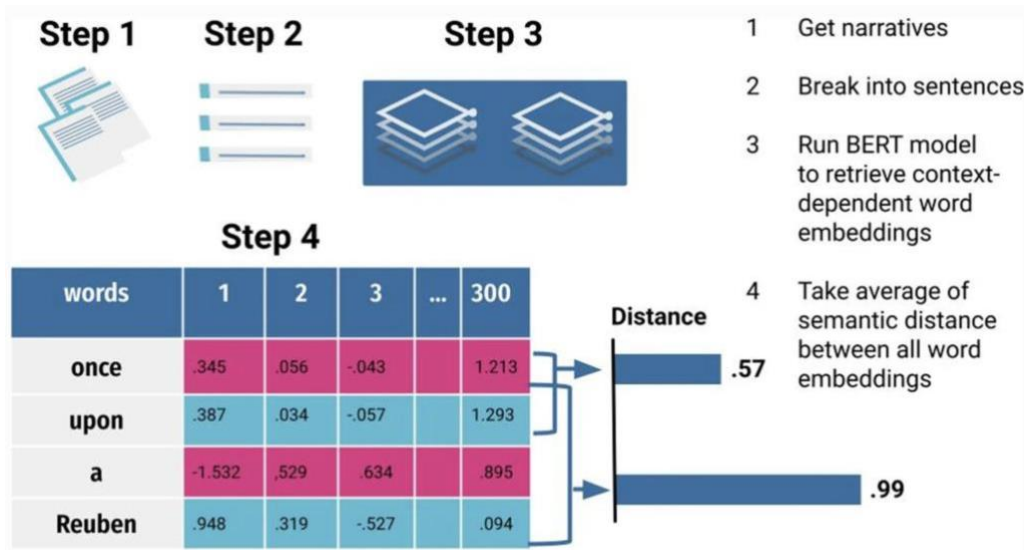 Step 1
Step 2
Step 3
1 Get narratives
2 Break into sentences
3 Run BERT model
to retrieve context-
dependent word
embeddings
4 Take average of
semantic distance
between all word
embeddings
Step 4
words 1 2 3 ... 300
once .345 .056 -.043 1.213
upon .387 .034 -.057 1.293
a -1.532 ,529 .634 .895
Reuben .948 .319 -.527 .094
Distance
.57
.99